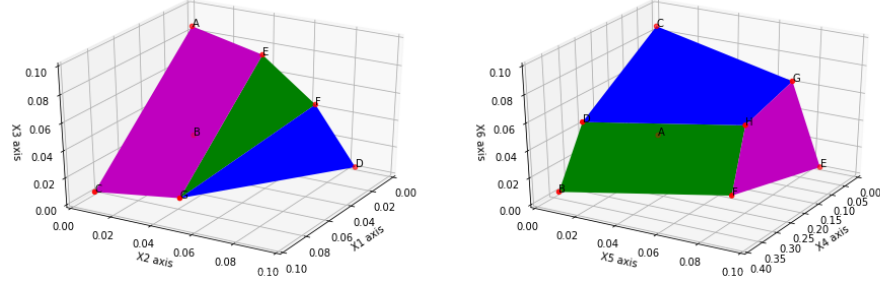 A
E
0.10
0.08
F
0.06
B
0.04
D
0.02
C
G
0.00
0.00
0.00
0.02
0.02
0.04
0.04
0.06
0.06
0.08
0.08
0.10
0.10
X3 axis
X2 axis
X1 axis
C
G
0.10
0.08
D
H
0.06
A
0.04
E
0.02
B
F
0.00
0.00
0.00
0.02
0.05
0.04
0.10
0.06
0.15
0.08
0.20
0.10
0.25
0.30
0.35
0.40
X6 axis
X5 axis
X4 axis